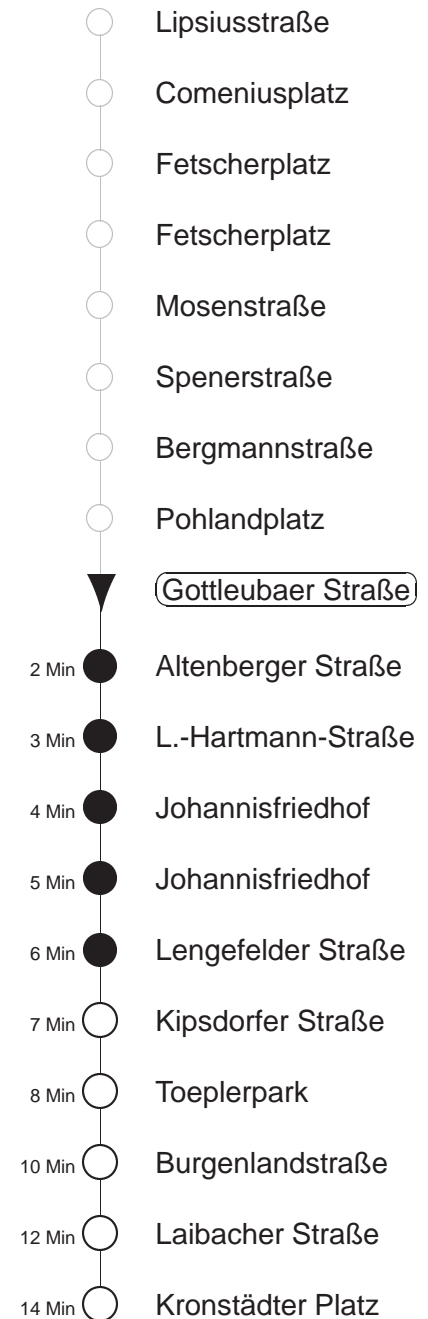 Lipsiusstraße
Comeniusplatz
Fetscherplatz
Fetscherplatz
Mosenstraße
Spenerstraße
Bergmannstraße
Pohlandplatz
Gottleubaer Straße
2 Min Altenberger Straße
3 Min L.-Hartmann-Straße
4 Min Johannisfriedhof
5 Min Johannisfriedhof
6 Min Lengefelder Straße
7 Min Kipsdorfer Straße
8 Min Toeplerpark
10 Min Burgenlandstraße
12 Min Laibacher Straße
14 Min Kronstädter Platz